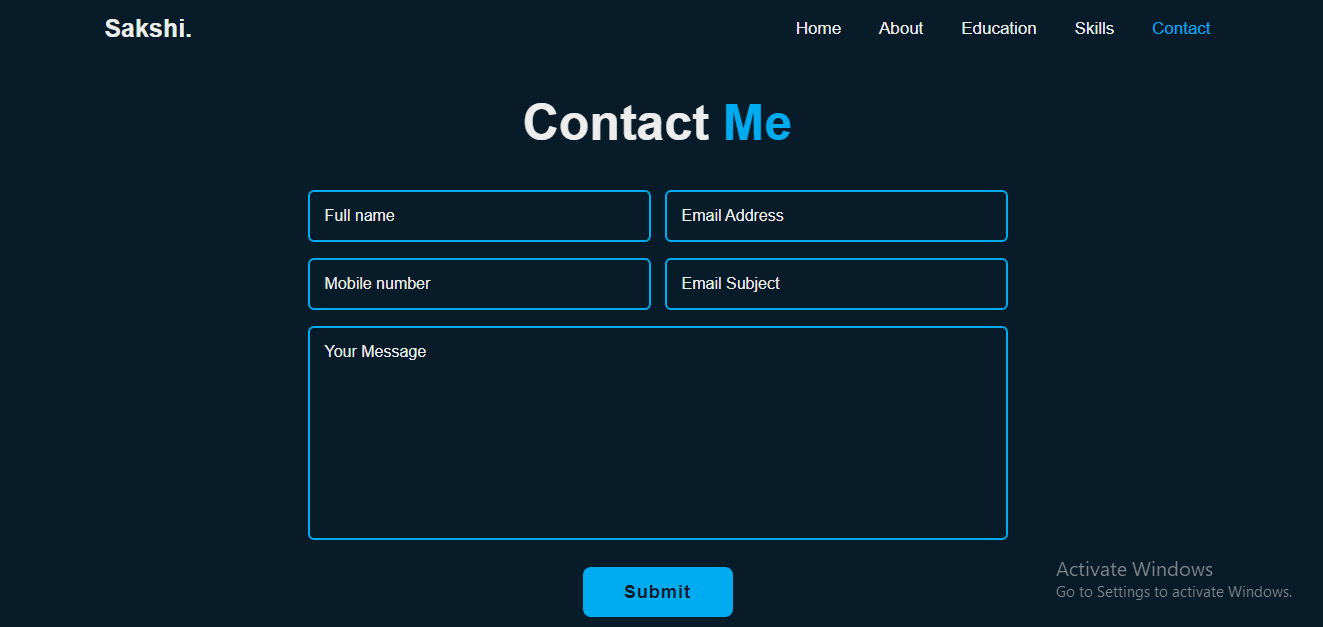 Sakshi.
Home About Education Skills Contact
Contact Me
Full name
Email Address
Mobile number
Email Subject
Your Message
Submit
Activate Windows
Go to Settings to activate Windows.